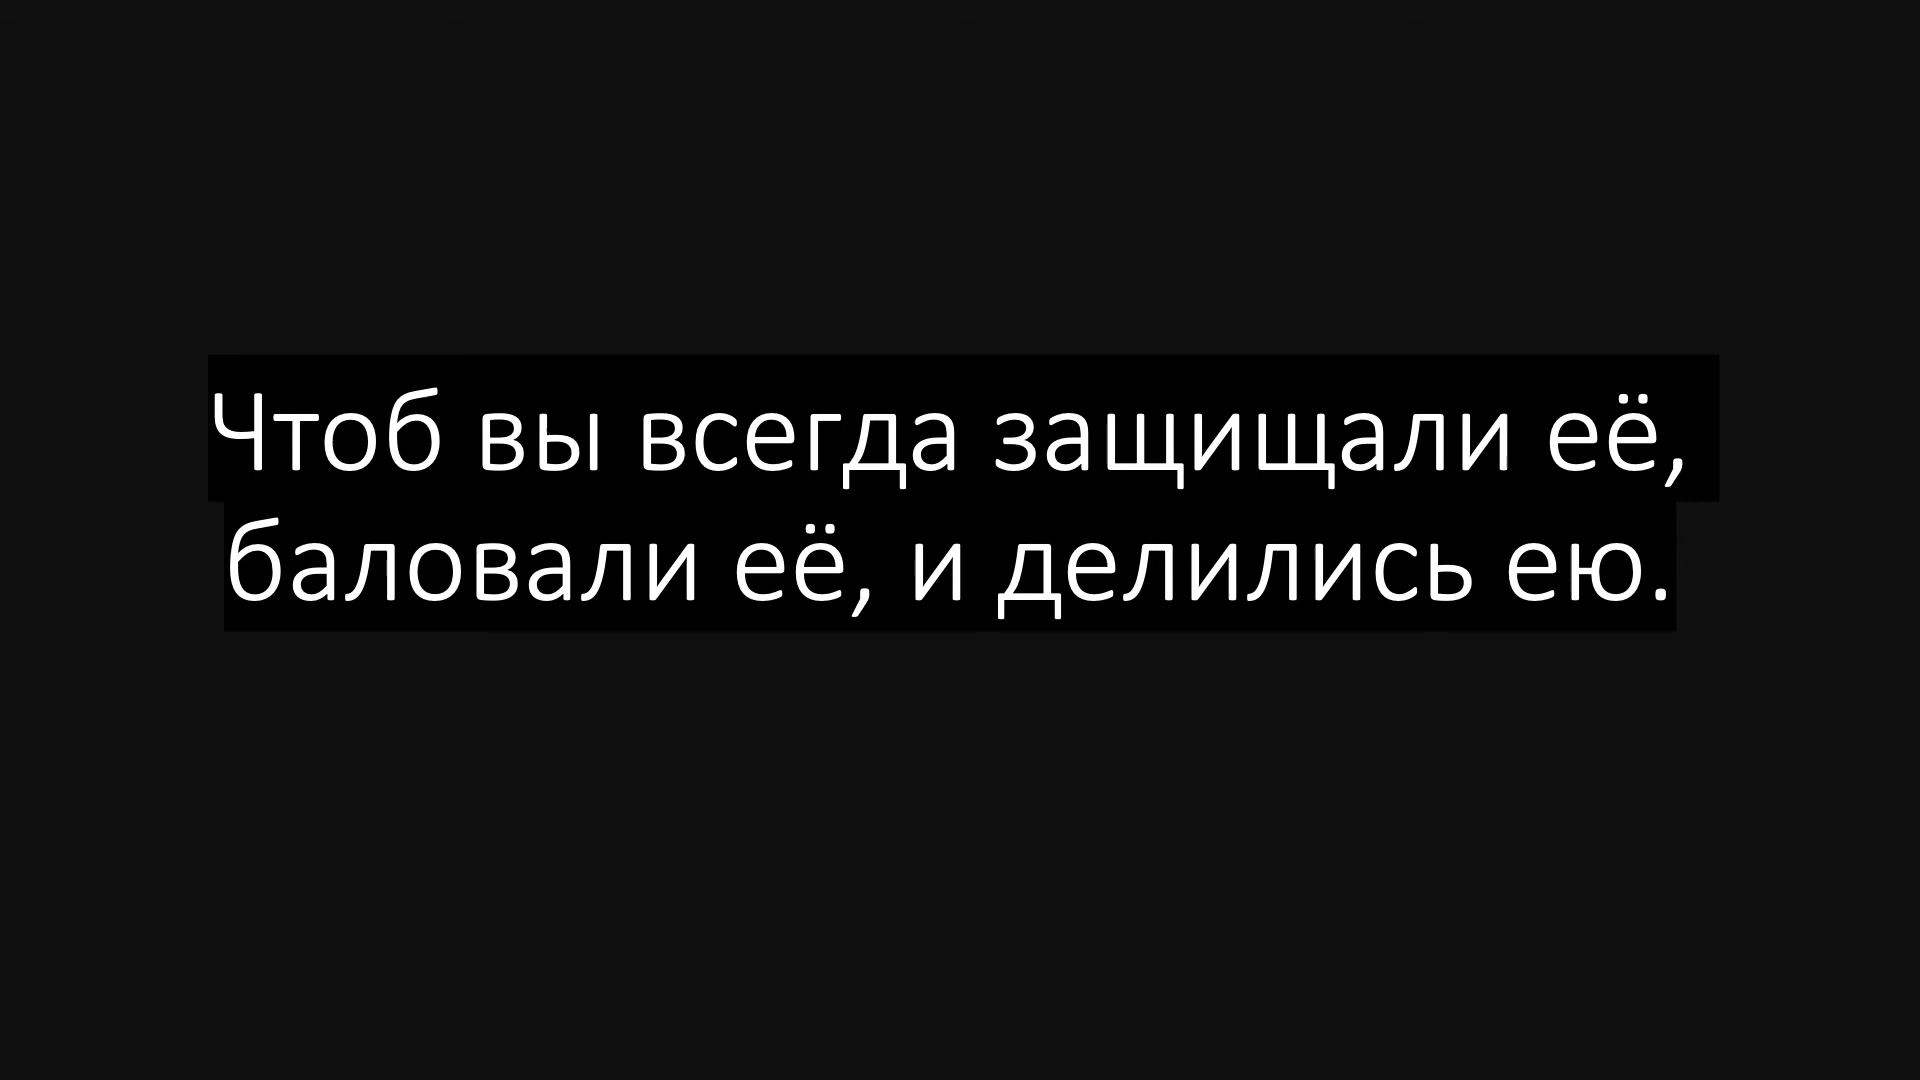 Чтоб вы всегда защищали её,
баловали её, и делились ею.